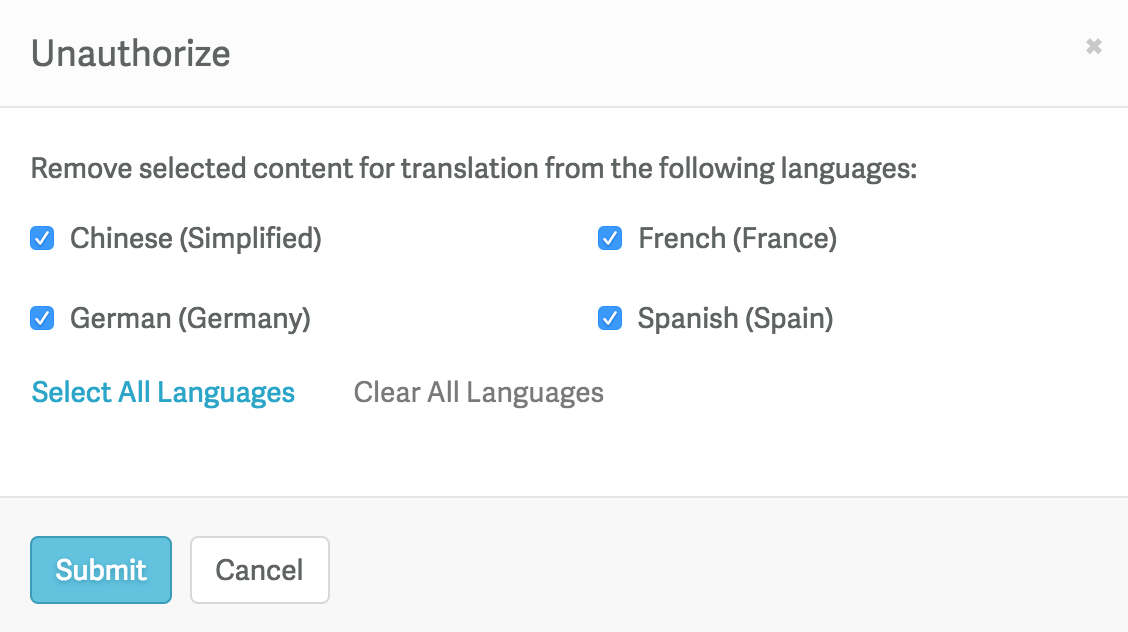 Unauthorize
Remove selected content for translation from the following languages:
Chinese (Simplified)
French (France)
German (Germany)
Spanish (Spain)
Select All Languages
Clear All Languages
Submit
Cancel